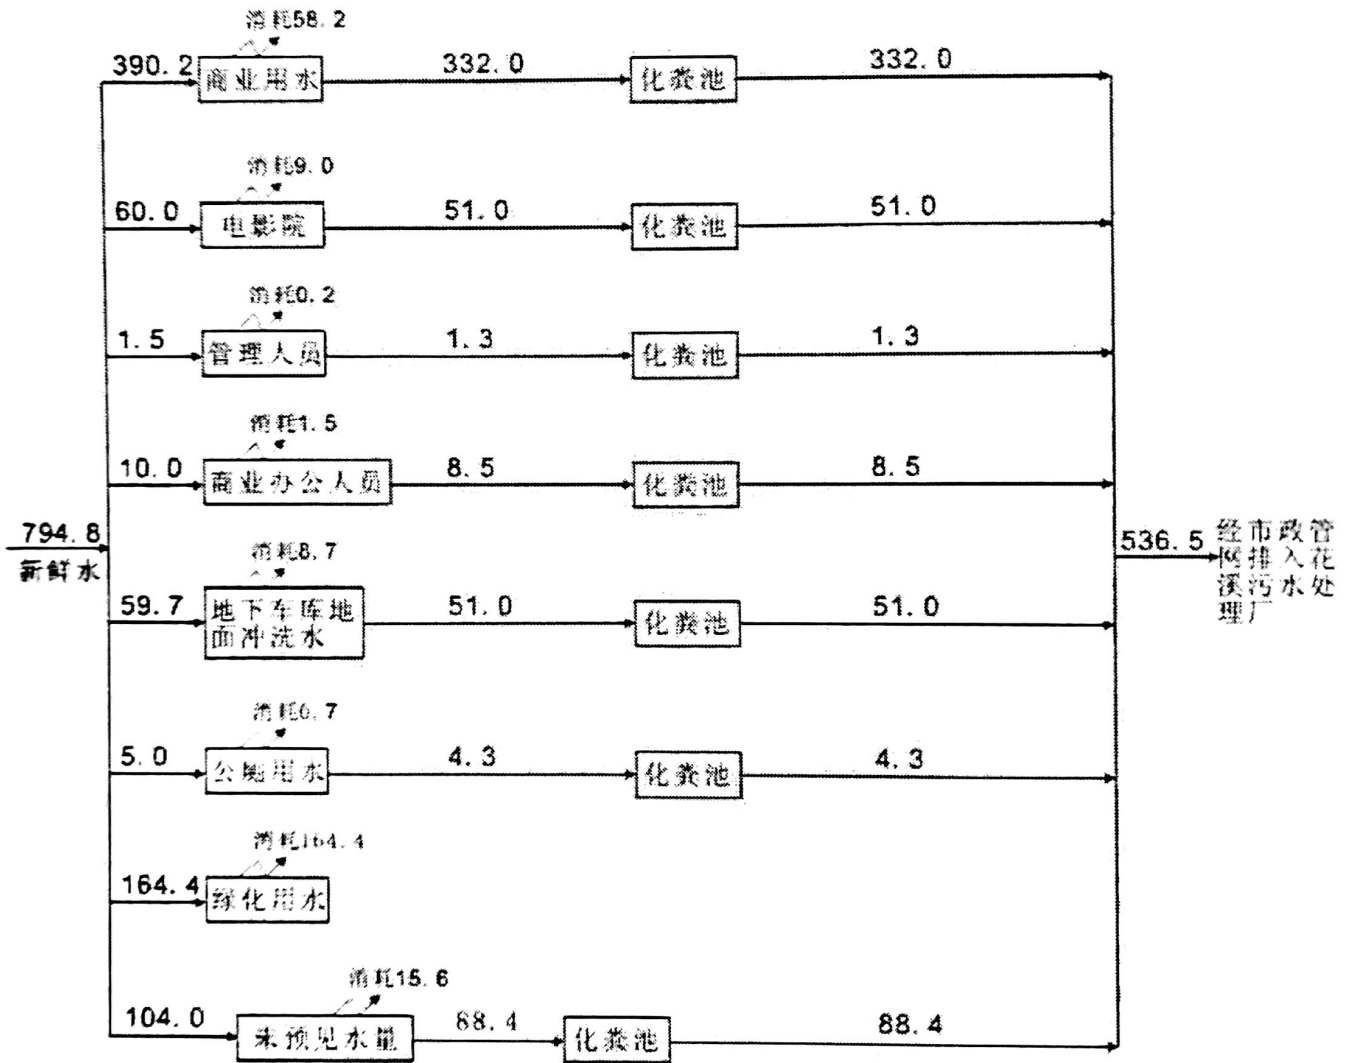 消耗58.2
390.2
商业用水
332.0
化粪池
332.0
消耗9.0
60.0
电影院
51.0
化粪池
51.0
消耗0.2
1.5
管理人员
1.3
化粪池
1.3
消耗1.5
10.0
商业办公人员
8.5
化粪池
8.5
794.8
新鲜水
536.5
经市政管
网排入花
溪污水处
理厂
消耗8.7
59.7
地下车库地
面冲洗水
51.0
化粪池
51.0
消耗0.7
5.0
公厕用水
4.3
化粪池
4.3
消耗164.4
164.4
绿化用水
消耗15.6
104.0
未预见水量
88.4
化粪池
88.4